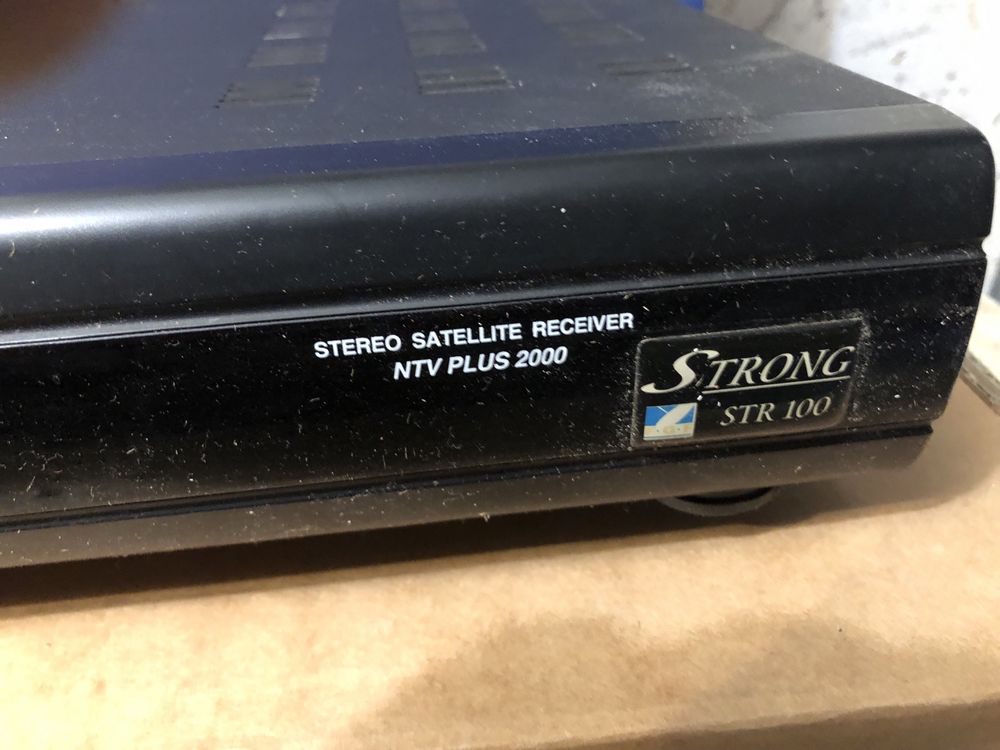 STEREO SATELLITE RECEIVER
NTV PLUS 2000
STRONG
STR 100